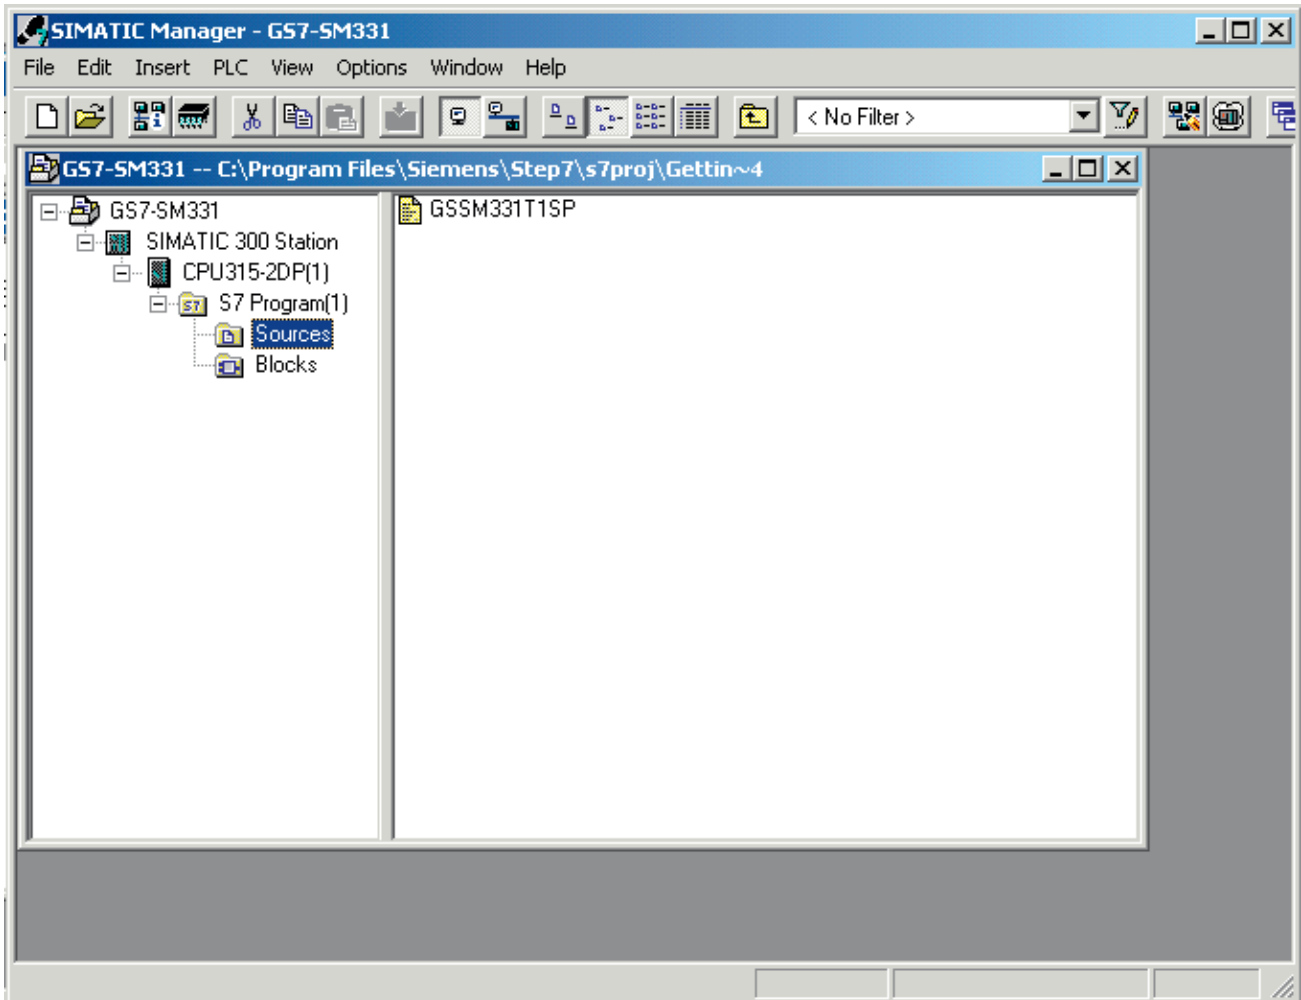 SIMATIC Manager - GS7-SM331
File Edit Insert PLC View Options Window Help
< No Filter >
GS7-SM331 -- C:\Program Files\Siemens\Step7\s7proj\Gettin~4
GS7-SM331
SIMATIC 300 Station
CPU315-2DP(1)
S7 Program(1)
Sources
Blocks
GSSM331T1SP